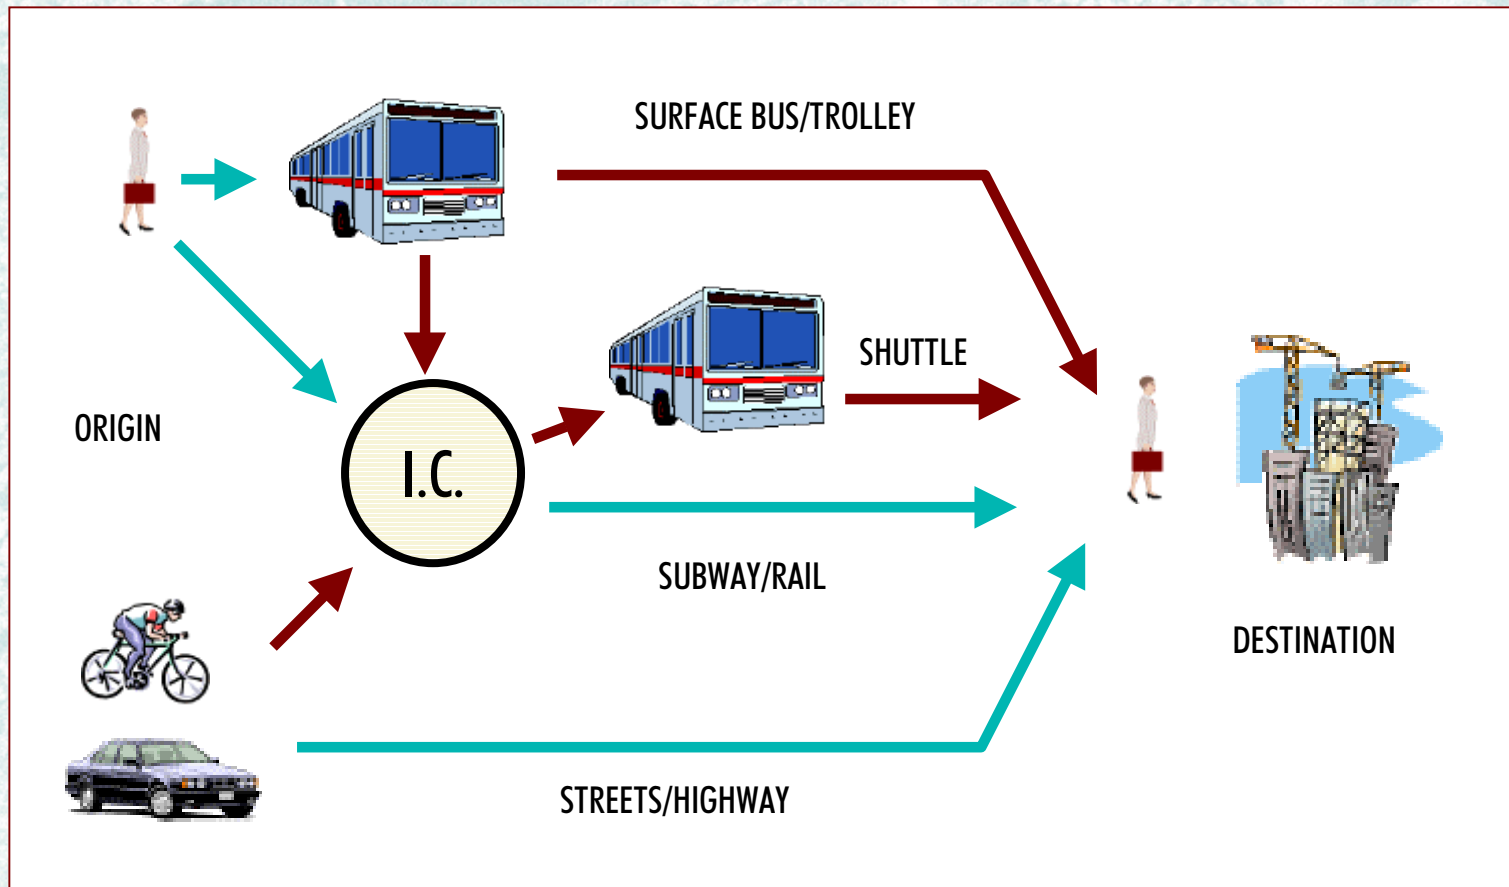 SURFACE BUS/TROLLEY
SHUTTLE
ORIGIN
I.C.
SUBWAY/RAIL
DESTINATION
STREETS/HIGHWAY